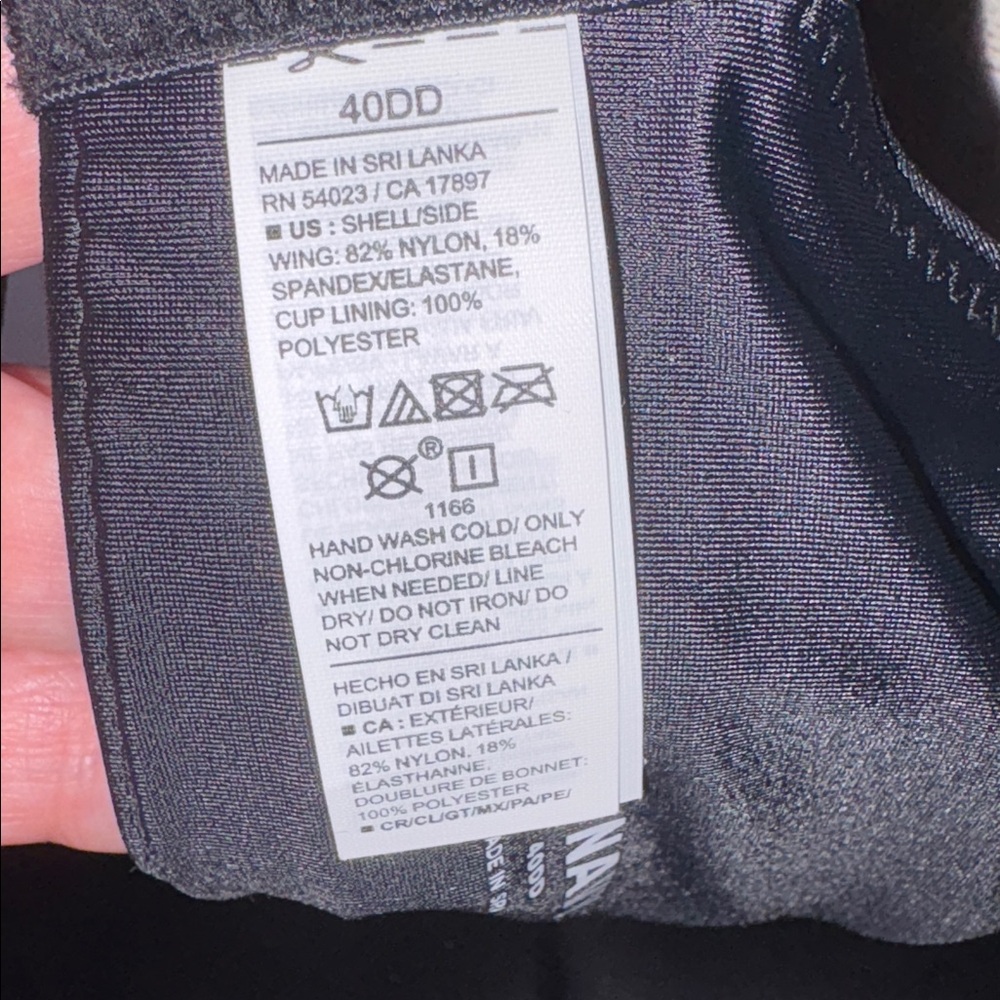 40DD
MADE IN SRI LANKA
RN 54023 / CA 17897
US : SHELL/SIDE
WING: 82% NYLON, 18%
SPANDEX/ELASTANE,
CUP LINING: 100%
POLYESTER
®
1166
HAND WASH COLD/ ONLY
NON-CHLORINE BLEACH
WHEN NEEDED/ LINE
DRY/ DO NOT IRON/ DO
NOT DRY CLEAN
HECHO EN SRI LANKA /
DIBUAT DI SRI LANKA
CA : EXTÉRIEUR/
AILETTES LATÉRALES:
82% NYLON, 18%
ÉLASTHANNE,
DOUBLURE DE BONNET:
100% POLYESTER
CR/CL/GT/MX/PA/PE/
40DD